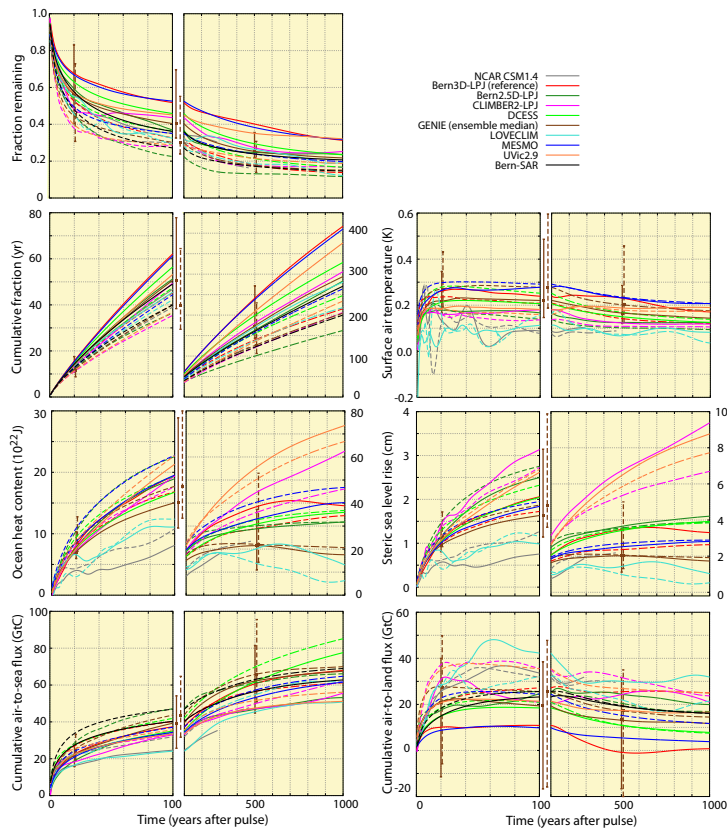 1.0
0.8
0.6
0.4
0.2
Fraction remaining
NCAR CSM1.4
Bern3D-LPJ (reference)
Bern2.5D-LPJ
CLIMBER2-LPJ
DCESS
GENIE (ensemble median)
LOVECLIM
MESMO
UVic2.9
Bern-SAR
80
60
40
20
0
Cumulative fraction (yr)
400
300
200
100
0
0.6
0.4
0.2
0.0
-0.2
Surface air temperature (K)
30
25
20
15
10
5
0
Ocean heat content (10²²J)
80
60
40
20
0
4
3
2
1
0
Steric sea level rise (cm)
10
8
6
4
2
0
100
80
60
40
20
0
Cumulative air-to-sea flux (GtC)
60
40
20
0
-20
Cumulative air-to-land flux (GtC)
0 100 500 1000
Time (years after pulse)
0 100 500 1000
Time (years after pulse)